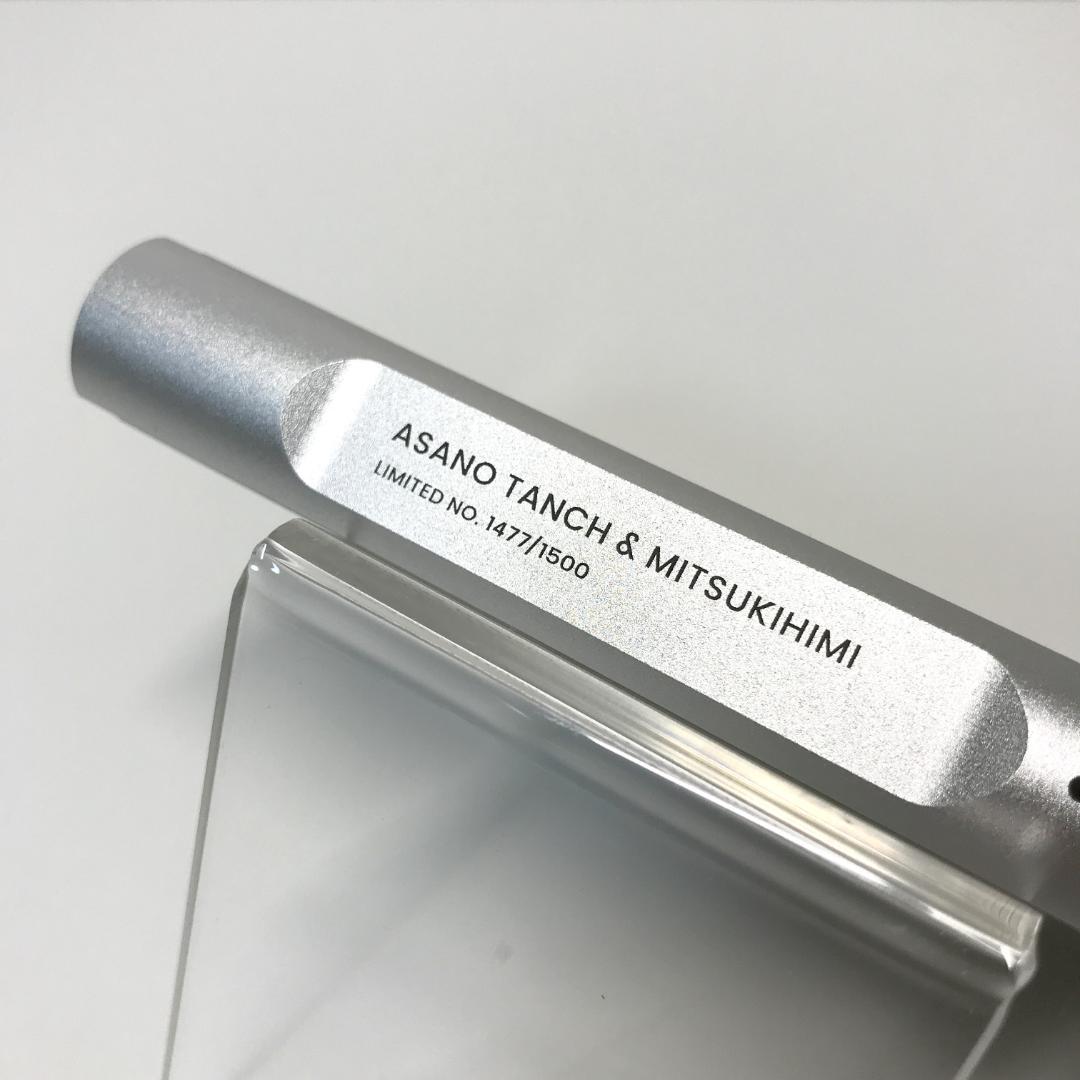 ASANO TANCH & MITSUKIHIMI
LIMITED NO. 1477/1500